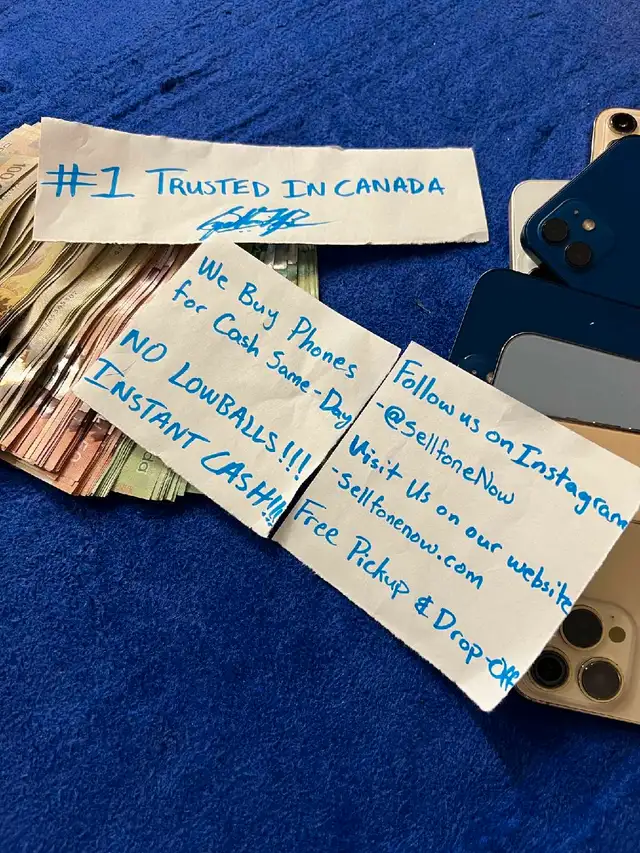 #1 TRUSTED IN CANADA
We Buy Phones
for Cash Same-Day
NO LOWBALLS!!!
INSTANT CASH!!!
Follow us on Instagram
-@SellfoneNow
Visit Us on our website
-Sellfonenow.com
Free Pickup & Drop-Off
100